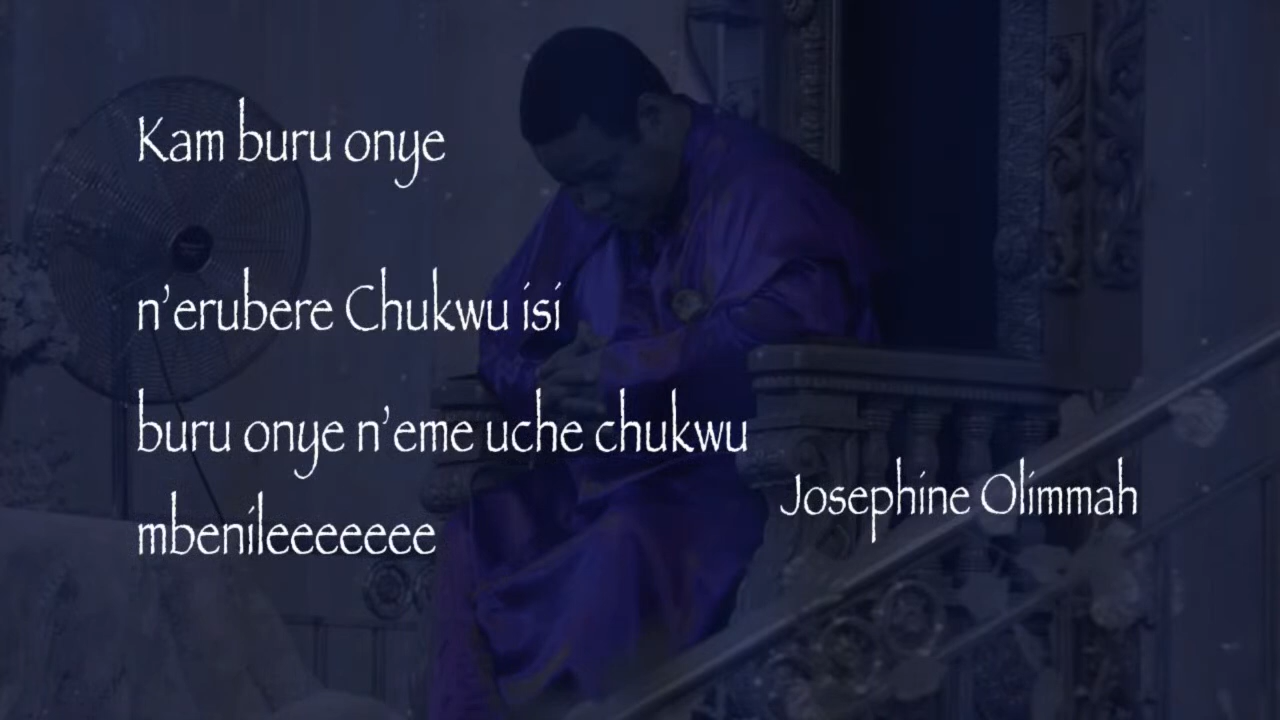 Kam buru onye
n'erubere Chukwu isi
buru onye n'eme uche chukwu
mbenileeeeeee
Josephine Olimmah